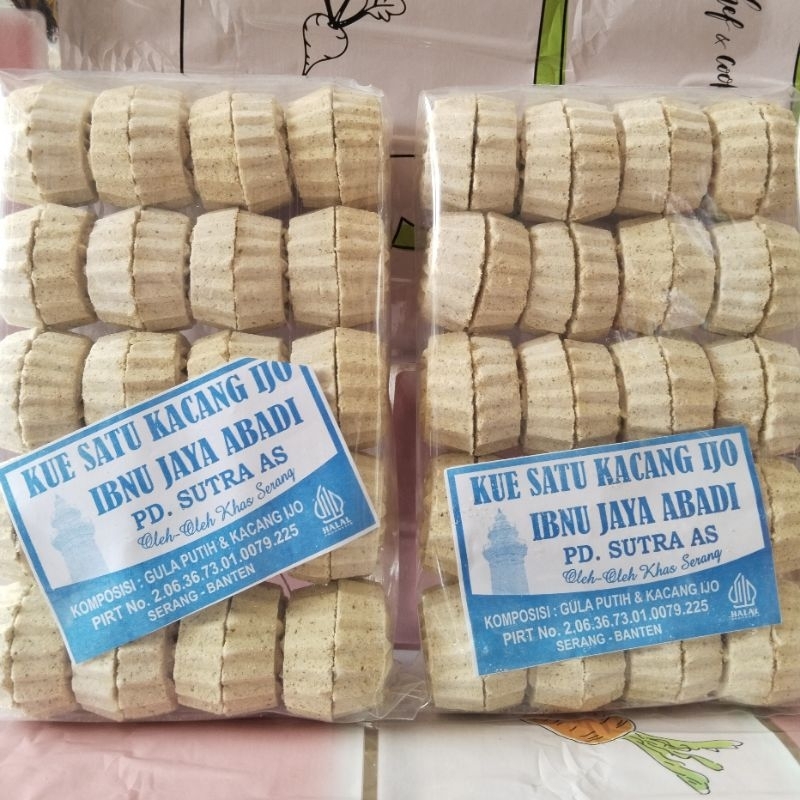 hef & cook
KUE SATU KACANG IJO
IBNU JAYA ABADI
PD. SUTRA AS
Oleh-Oleh Khas Serang
KOMPOSISI : GULA PUTIH & KACANG IJO
PIRT No. 2.06.36.73.01.0079.225
SERANG - BANTEN
HALAL
KUE SATU KACANG IJO
IBNU JAYA ABADI
PD. SUTRA AS
Oleh-Oleh Khas Serang
KOMPOSISI : GULA PUTIH & KACANG IJO
PIRT No. 2.06.36.73.01.0079.225
SERANG - BANTEN
HALAL